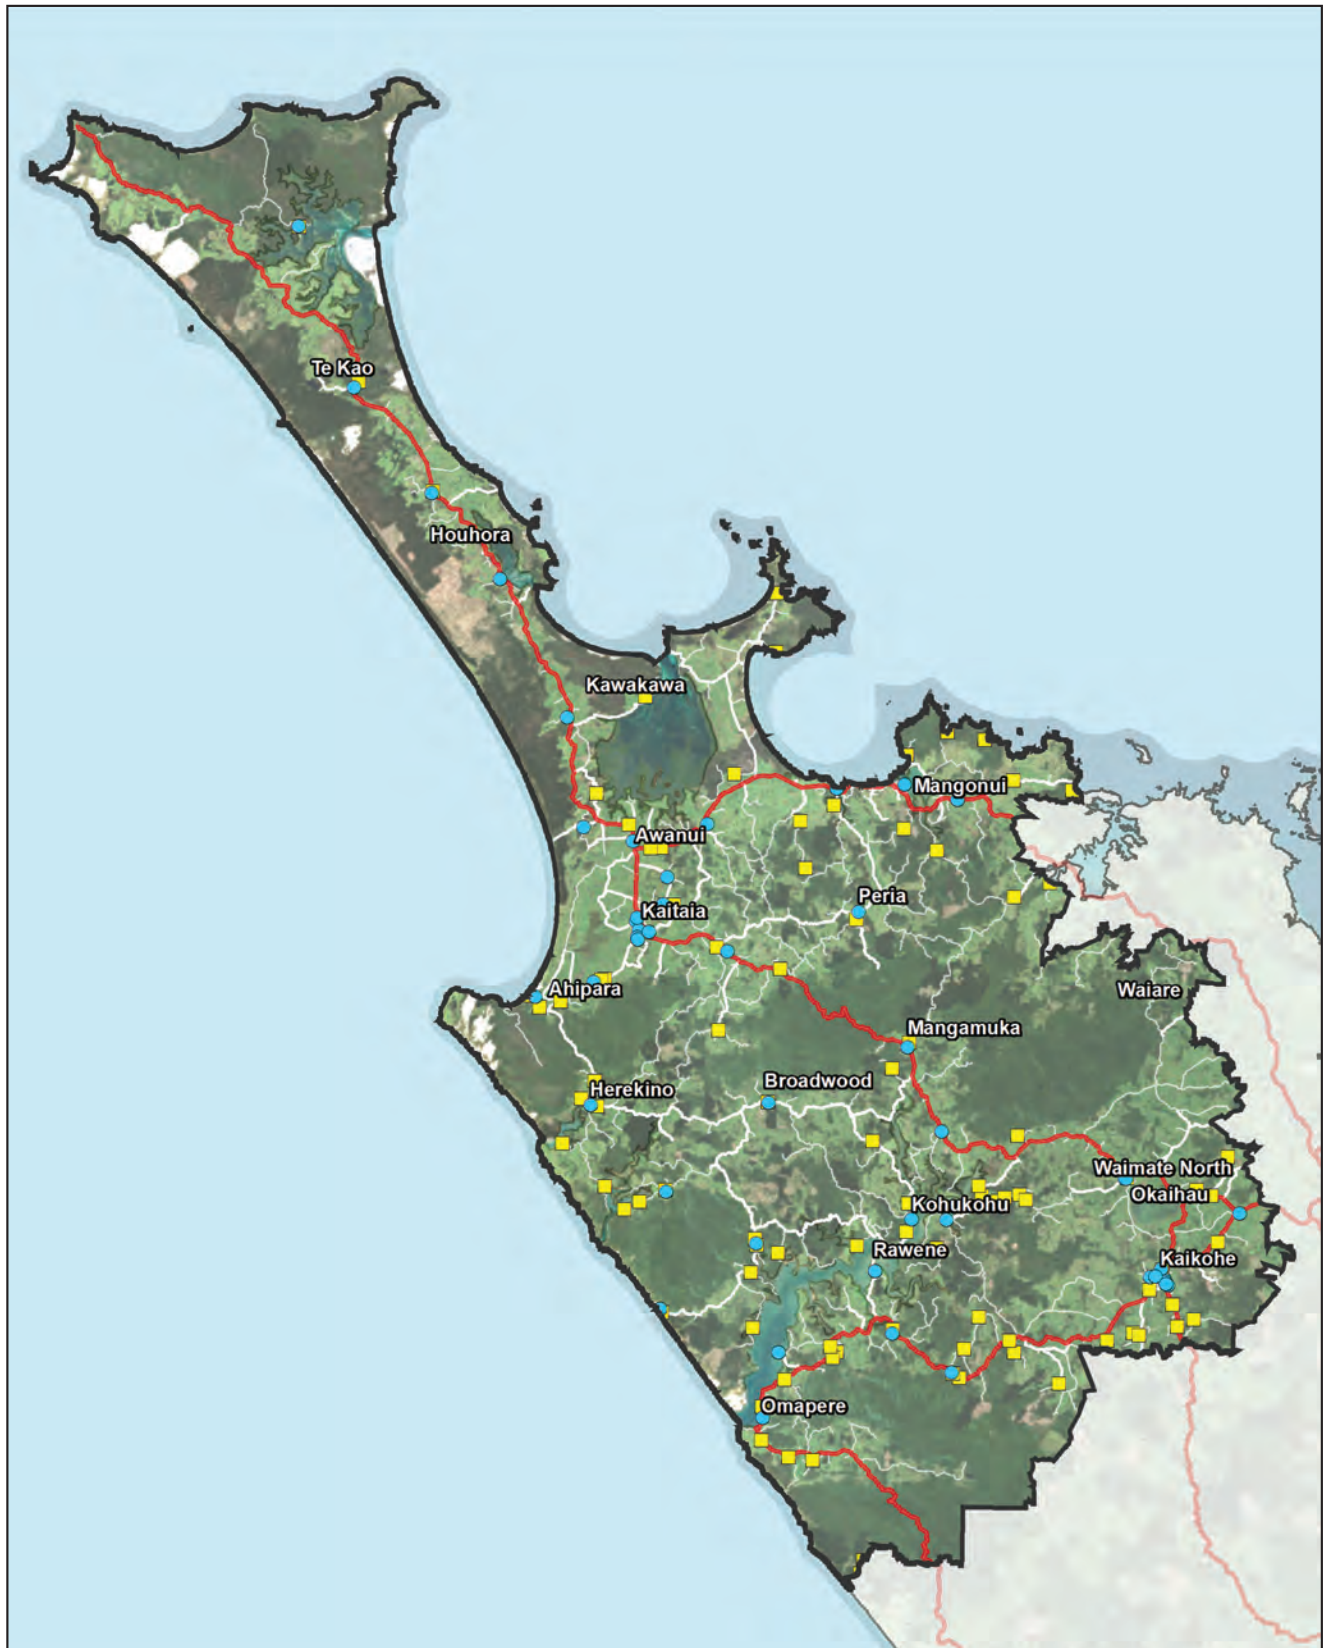 Te Kao
Houhora
Kawakawa
Mangonui
Awanui
Peria
Kaitaia
Ahipara
Waiare
Mangamuka
Broadwood
Herekino
Waimate North
Okaihau
Kohukohu
Rawene
Kaikohe
Omapere